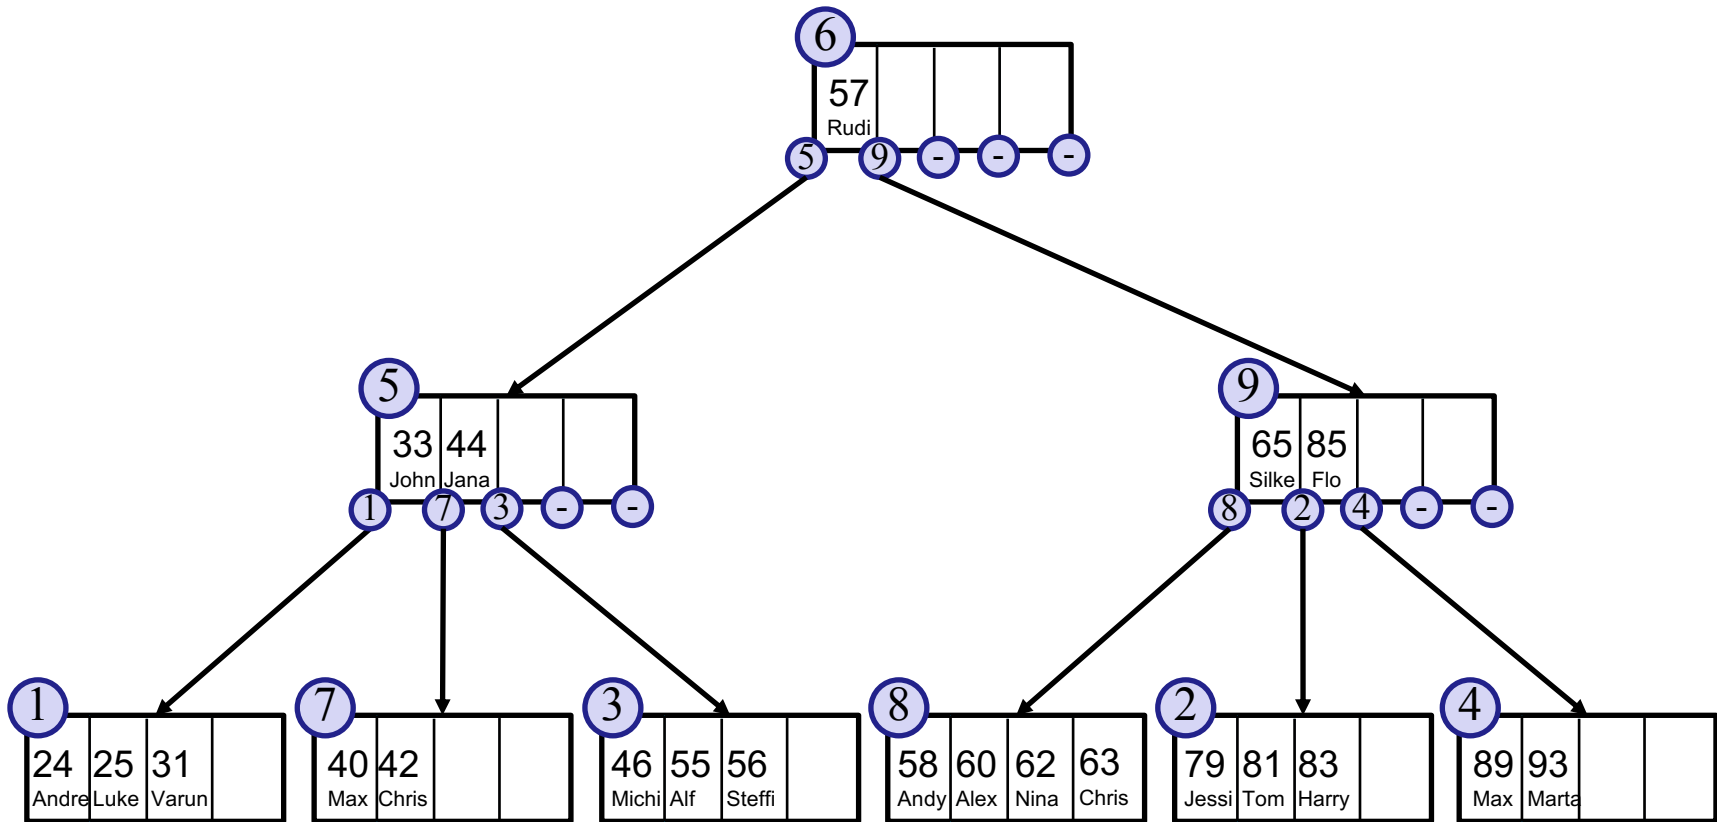 6
57
Rudi
5 9 - - -
5
33 44
John Jana
1 7 3 - -
9
65 85
Silke Flo
8 2 4 - -
1
24 25 31
Andre Luke Varun
7
40 42
Max Chris
3
46 55 56
Michi Alf Steffi
8
58 60 62 63
Andy Alex Nina Chris
2
79 81 83
Jessi Tom Harry
4
89 93
Max Marta